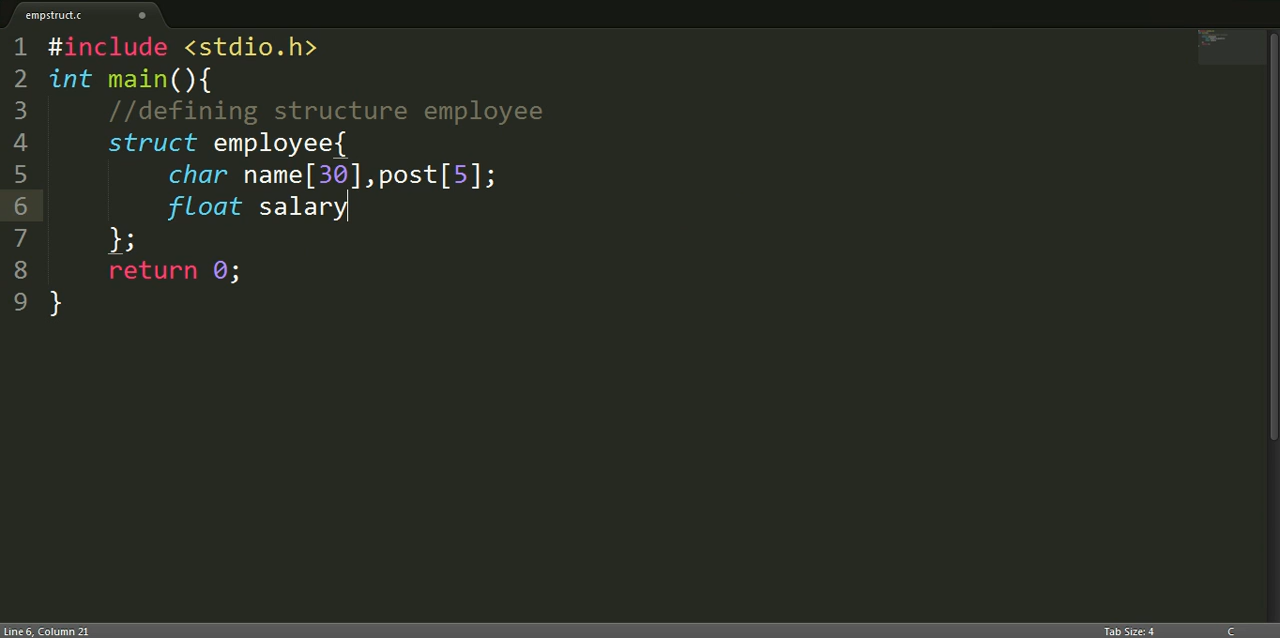 empstruct.c
1 #include <stdio.h>
2 int main(){
3     //defining structure employee
4     struct employee{
5         char name[30],post[5];
6         float salary
7     };
8     return 0;
9 }
Line 6, Column 21 Tab Size: 4 C